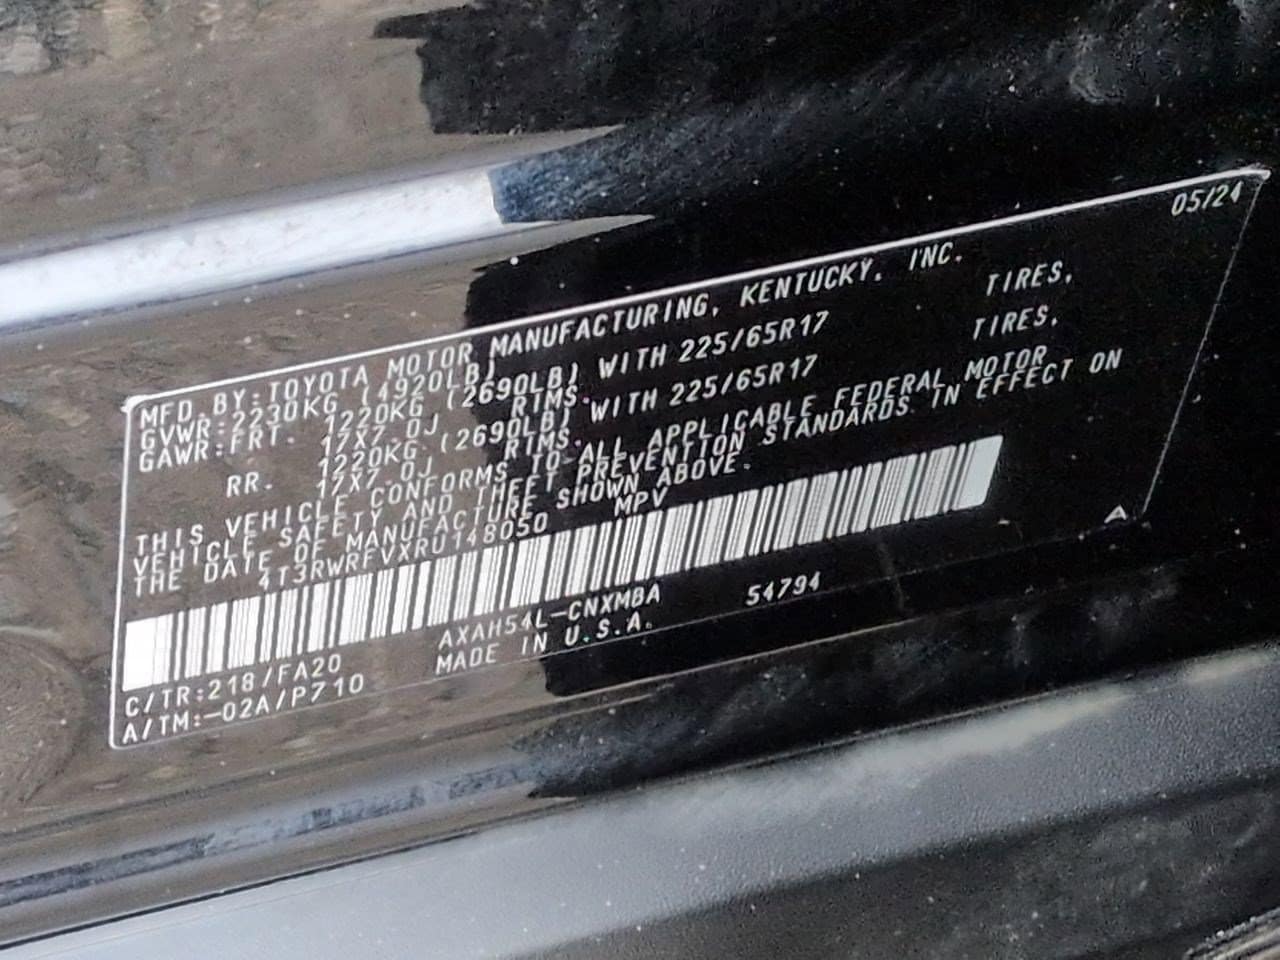 05/24
MFD.BY:TOYOTA MOTOR MANUFACTURING, KENTUCKY, INC.
GVWR:2230KG (4920LB)
GAWR:FRT. 1220KG (2690LB) WITH 225/65R17 TIRES,
17X7.0J RIMS.
RR. 1220KG (2690LB) WITH 225/65R17 TIRES,
17X7.0J RIMS.
THIS VEHICLE CONFORMS TO ALL APPLICABLE FEDERAL MOTOR
VEHICLE SAFETY AND THEFT PREVENTION STANDARDS IN EFFECT ON
THE DATE OF MANUFACTURE SHOWN ABOVE.
4T3RWRFVXRU148050 MPV
A
AXAH54L-CNXMBA 54794
C/TR:218/FA20 MADE IN U.S.A.
A/TM:-02A/P710